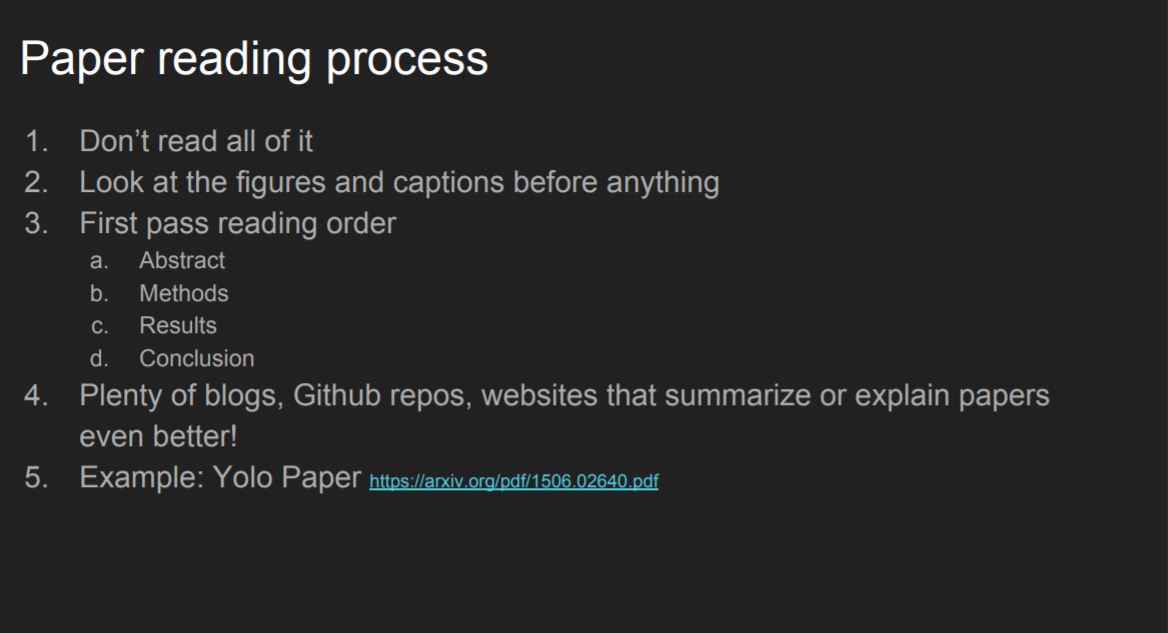 Paper reading process
1. Don’t read all of it
2. Look at the figures and captions before anything
3. First pass reading order
a. Abstract
b. Methods
c. Results
d. Conclusion
4. Plenty of blogs, Github repos, websites that summarize or explain papers
even better!
5. Example: Yolo Paper https://arxiv.org/pdf/1506.02640.pdf